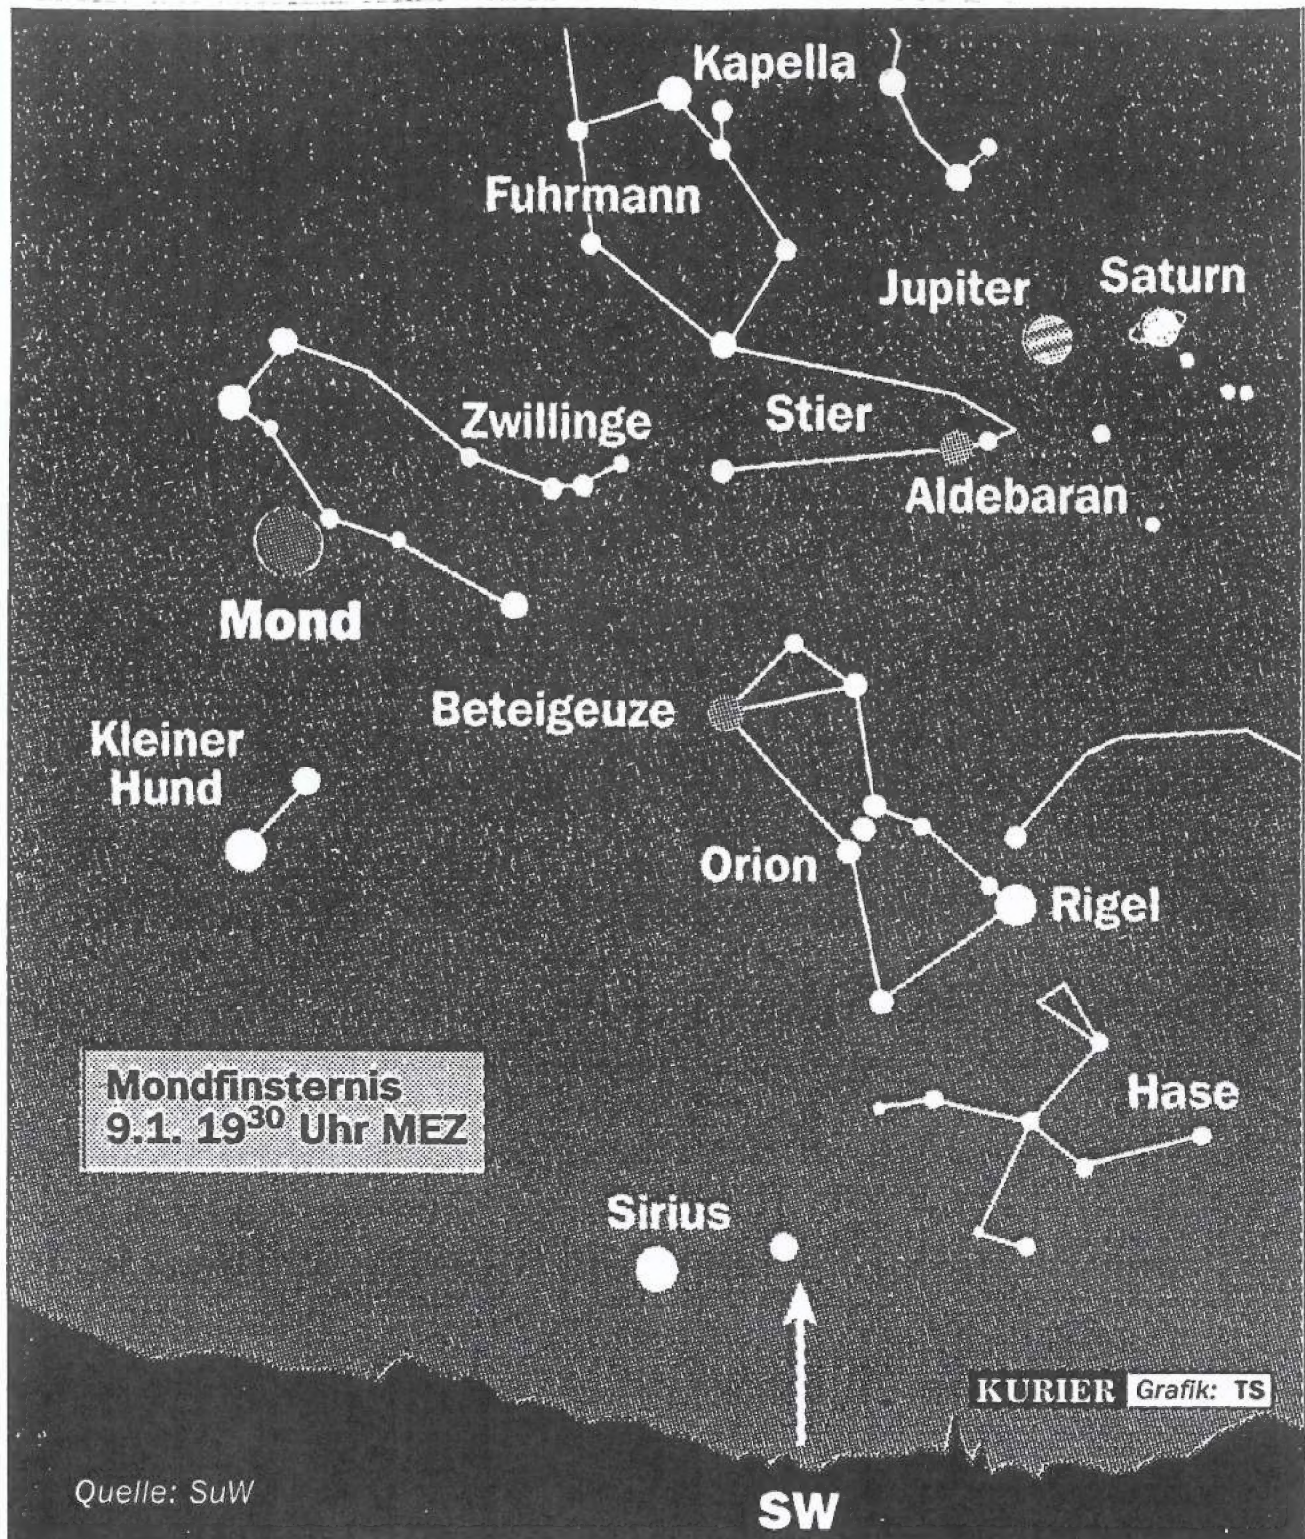 Kapella
Fuhrmann
Jupiter
Saturn
Zwillinge
Stier
Aldebaran
Mond
Beteigeuze
Kleiner
Hund
Orion
Rigel
Mondfinsternis
9.1. 19³⁰ Uhr MEZ
Hase
Sirius
KURIER Grafik: TS
Quelle: SuW
SW